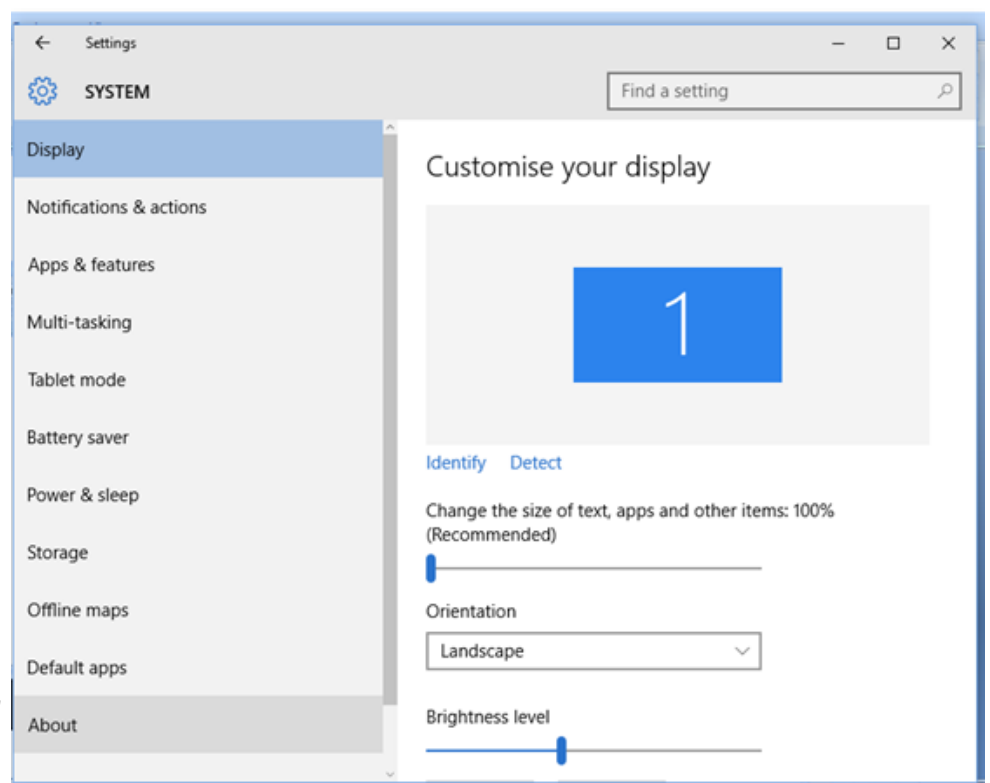 Settings
SYSTEM
Find a setting
Display
Notifications & actions
Apps & features
Multi-tasking
Tablet mode
Battery saver
Power & sleep
Storage
Offline maps
Default apps
About
Customise your display
1
Identify Detect
Change the size of text, apps and other items: 100%
(Recommended)
Orientation
Landscape
Brightness level